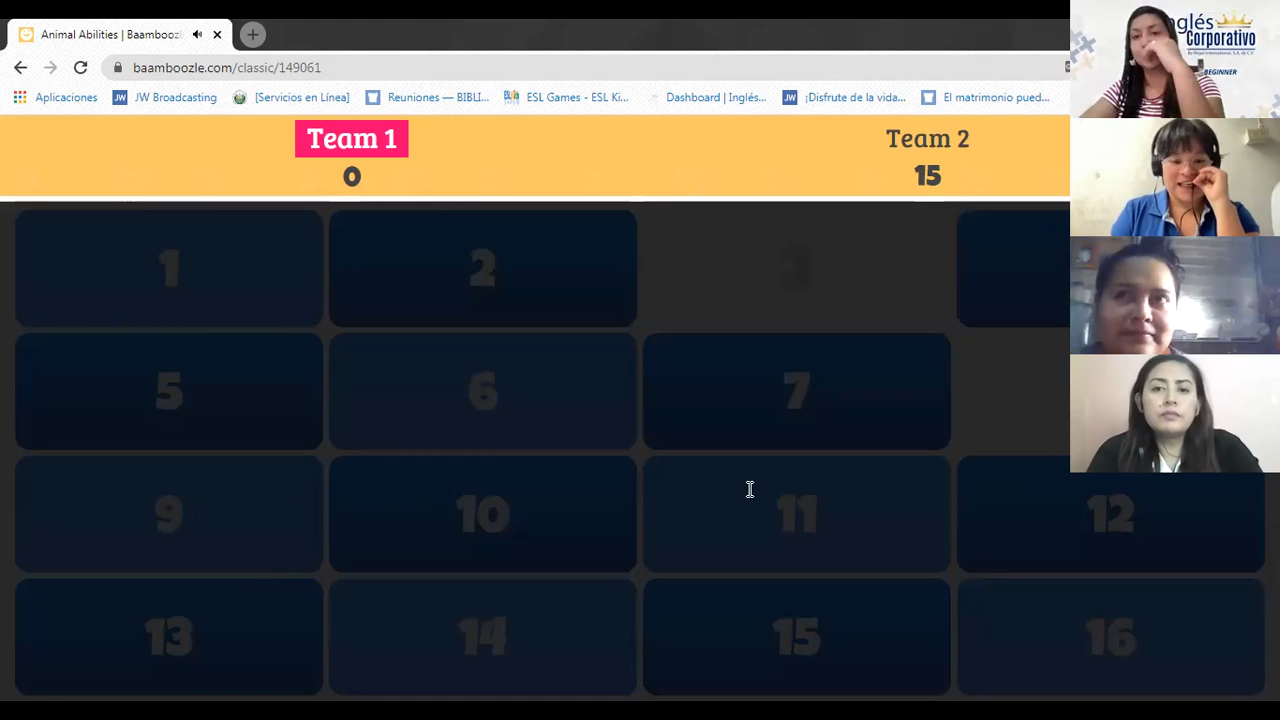 Animal Abilities | Baamboozl
baamboozle.com/classic/149061
Aplicaciones
JW Broadcasting
[Servicios en Línea]
Reuniones — BIBLI...
ESL Games - ESL Ki...
Dashboard | Inglés...
¡Disfrute de la vida...
El matrimonio pued...
Inglés
Corporativo
BEGINNER
Team 1
0
Team 2
15
1
2
3
5
6
7
9
10
11
12
13
14
15
16